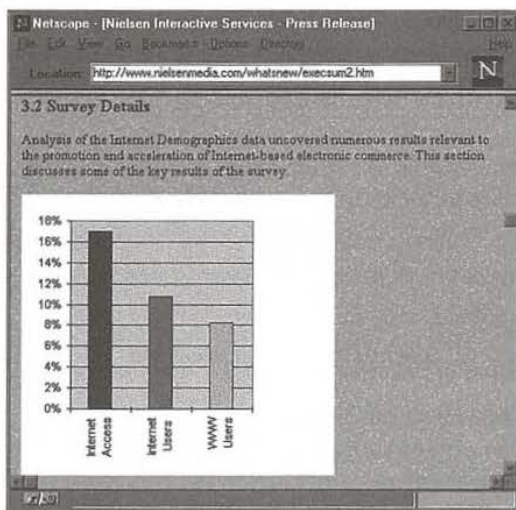 Netscape - [Nielsen Interactive Services - Press Release]
File Edit View Go Bookmarks Options Directory Help
Location: http://www.nielsenmedia.com/whatsnew/execsum2.htm
N
3.2 Survey Details
Analysis of the Internet Demographics data uncovered numerous results relevant to
the promotion and acceleration of Internet-based electronic commerce. This section
discusses some of the key results of the survey.
18%
16%
14%
12%
10%
8%
6%
4%
2%
0%
Internet
Access
Internet
Users
WWW
Users